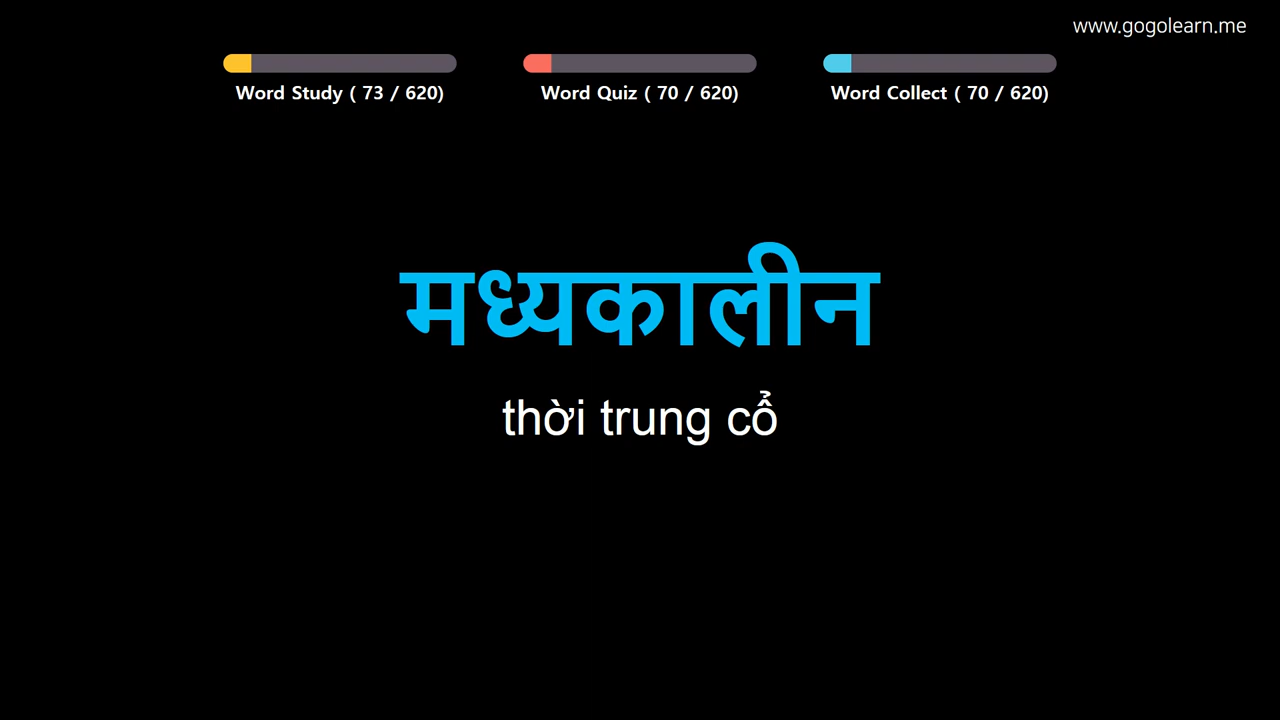 www.gogolearn.me
Word Study ( 73 / 620)
Word Quiz ( 70 / 620)
Word Collect ( 70 / 620)
मध्यकालीन
thời trung cổ